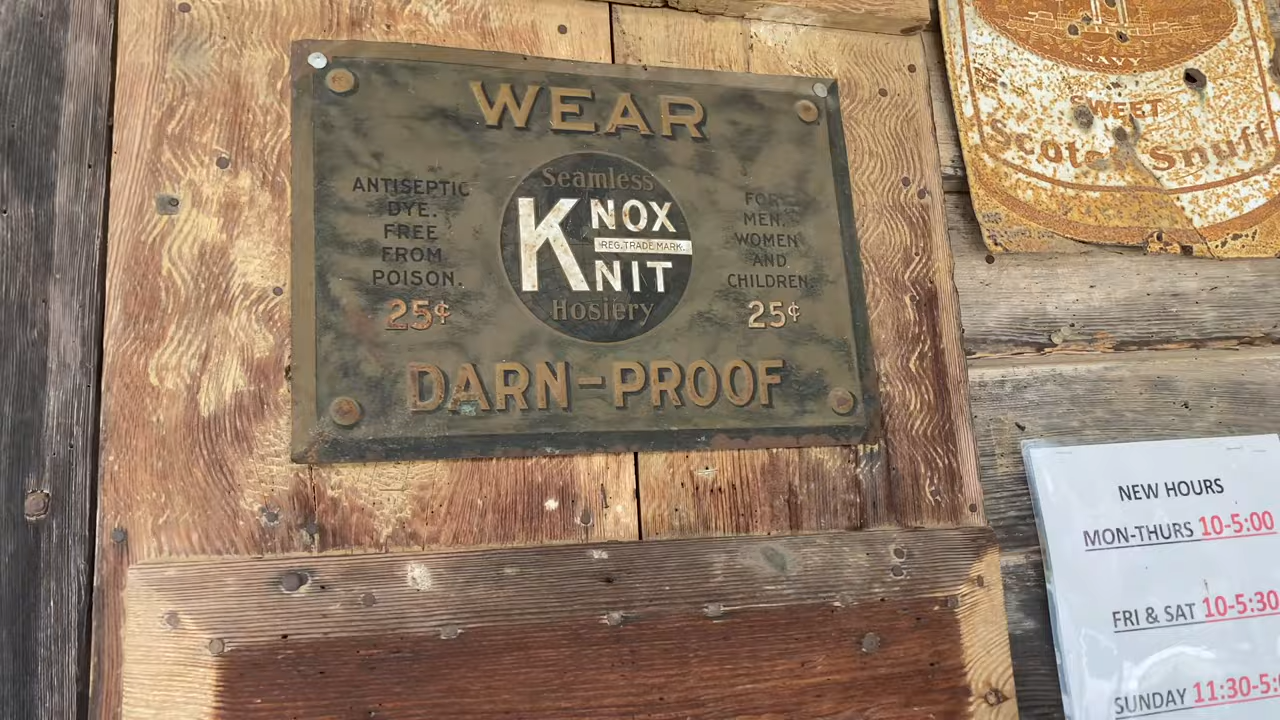 WEAR
ANTISEPTIC
DYE.
FREE
FROM
POISON.
25¢
Seamless
KNOX
REG. TRADE MARK.
KNIT
Hosiery
FOR
MEN.
WOMEN
AND
CHILDREN.
25¢
DARN-PROOF
NAVY
SWEET
Scotch Snuff
NEW HOURS
MON-THURS 10-5:00
FRI & SAT 10-5:30
SUNDAY 11:30-5: